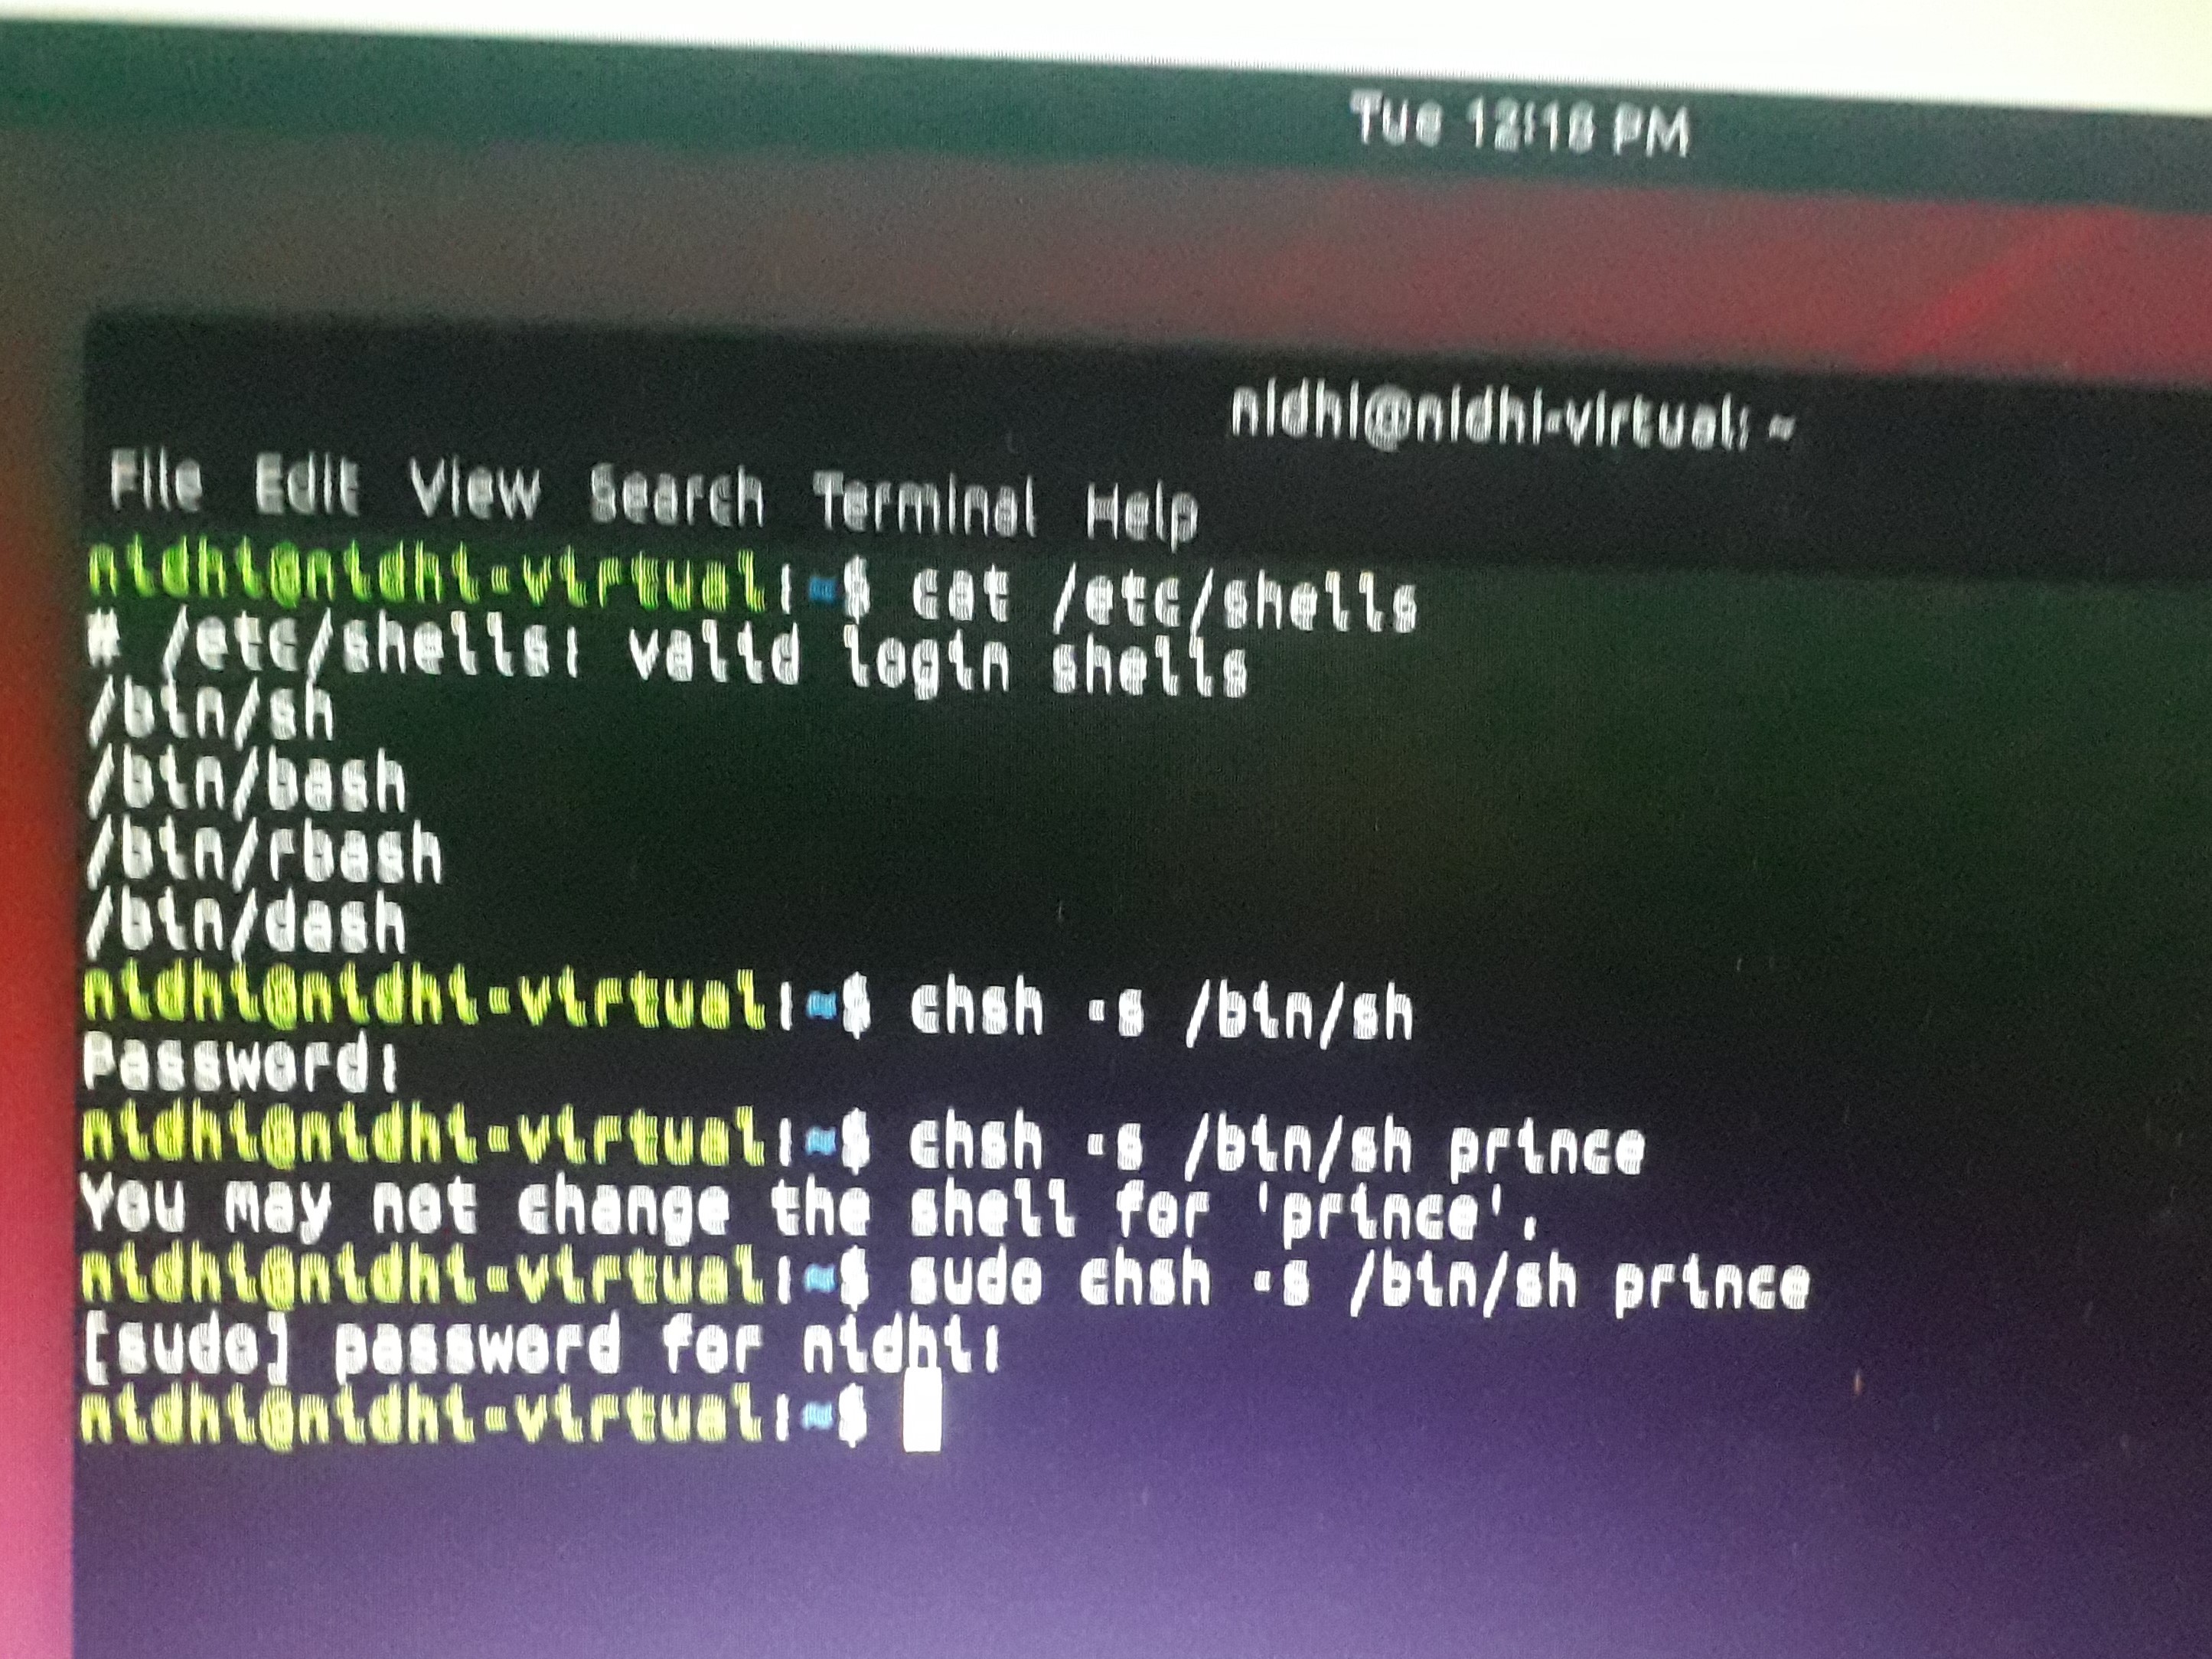 Tue 12:18 PM
nidhi@nidhi-virtual: ~
File Edit View Search Terminal Help
nidhi@nidhi-virtual:~$ cat /etc/shells
# /etc/shells: valid login shells
/bin/sh
/bin/bash
/bin/rbash
/bin/dash
nidhi@nidhi-virtual:~$ chsh -s /bin/sh
Password:
nidhi@nidhi-virtual:~$ chsh -s /bin/sh prince
You may not change the shell for 'prince'.
nidhi@nidhi-virtual:~$ sudo chsh -s /bin/sh prince
[sudo] password for nidhi:
nidhi@nidhi-virtual:~$